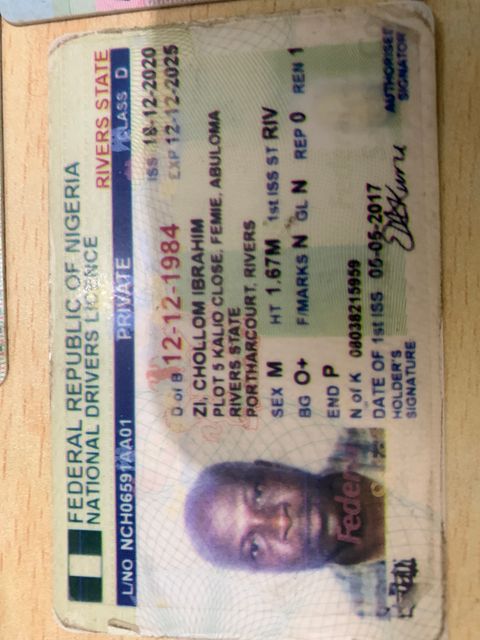 FEDERAL REPUBLIC OF NIGERIA
NATIONAL DRIVERS LICENCE
RIVERS STATE
L/NO NCH06591AA01 PRIVATE CLASS D
ISS 18-12-2020
D of B 12-12-1984 EXP 12-12-2025
ZI, CHOLLOM IBRAHIM
PLOT 5 KALIO CLOSE, FEMIE, ABULOMA
RIVERS STATE
PORTHARCOURT, RIVERS
SEX M HT 1.67M 1st ISS ST RIV
BG O+ F/MARKS N GL N REP 0 REN 1
END P
Feder
N of K 08038215959
DATE OF 1st ISS 05-05-2017
HOLDER'S
SIGNATURE
AUTHORISED
SIGNATOR